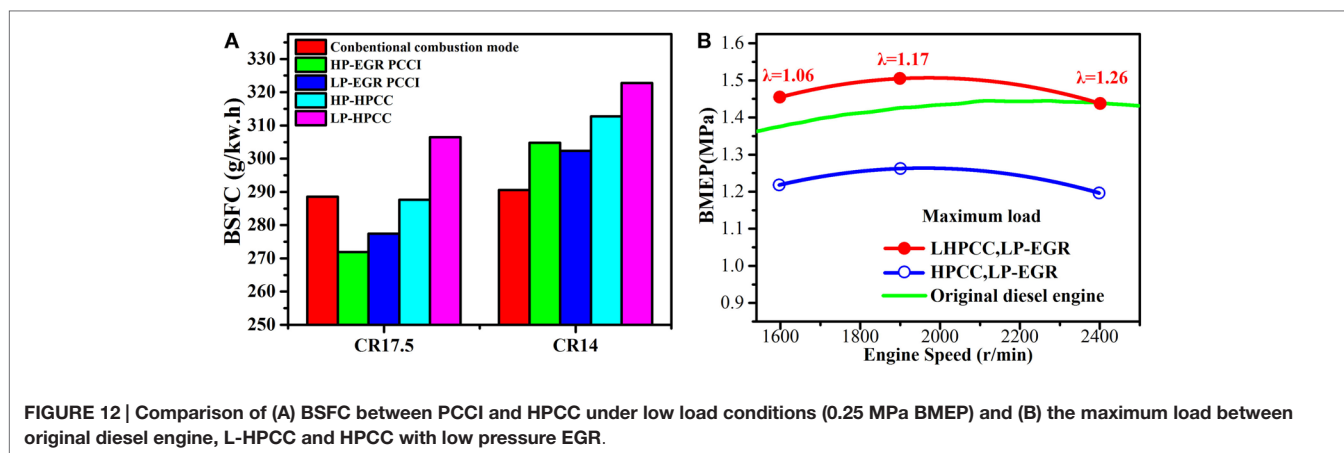 A
Conbentional combustion mode
HP-EGR PCCI
LP-EGR PCCI
HP-HPCC
LP-HPCC
BSFC (g/kw.h)
330
320
310
300
290
280
270
260
250
CR17.5
CR14
B
BMEP(MPa)
1.6
1.5
1.4
1.3
1.2
1.1
1.0
0.9
λ=1.06
λ=1.17
λ=1.26
Maximum load
LHPCC,LP-EGR
HPCC,LP-EGR
Original diesel engine
1600
1800
2000
2200
2400
Engine Speed (r/min)
FIGURE 12 | Comparison of (A) BSFC between PCCI and HPCC under low load conditions (0.25 MPa BMEP) and (B) the maximum load between
original diesel engine, L-HPCC and HPCC with low pressure EGR.